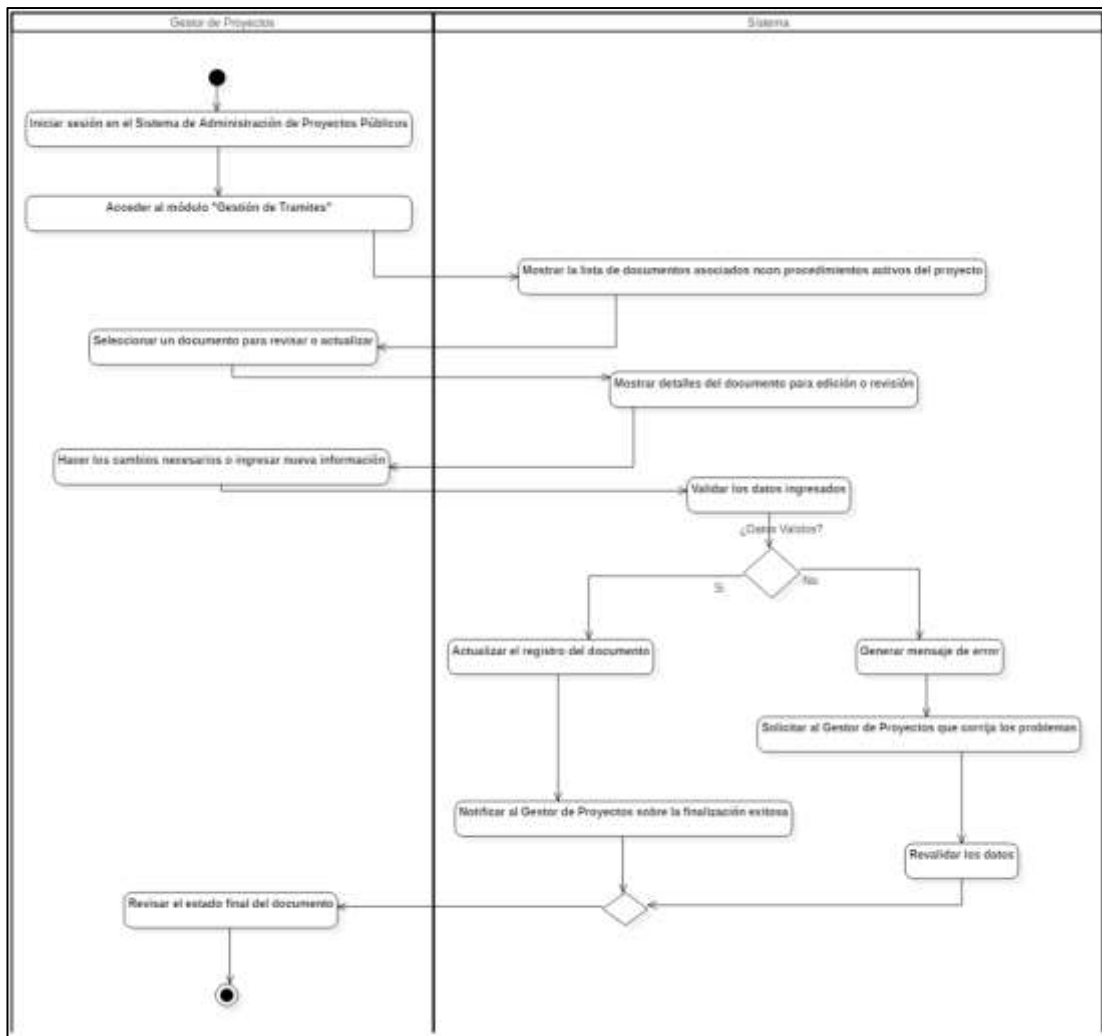 Gestor de Proyectos
Sistema
Iniciar sesión en el Sistema de Administración de Proyectos Públicos
Acceder al módulo "Gestión de Tramites"
Mostrar la lista de documentos asociados ncon procedimientos activos del proyecto
Seleccionar un documento para revisar o actualizar
Mostrar detalles del documento para edición o revisión
Hacer los cambios necesarios o ingresar nueva información
Validar los datos ingresados
¿Datos Validos?
Si
No
Actualizar el registro del documento
Generar mensaje de error
Solicitar al Gestor de Proyectos que corrija los problemas
Notificar al Gestor de Proyectos sobre la finalización exitosa
Revalidar los datos
Revisar el estado final del documento